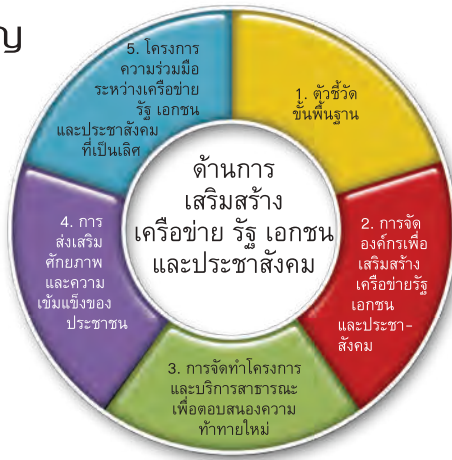 ญ
5. โครงการ
ความร่วมมือ
ระหว่างเครือข่าย
รัฐ เอกชน
และประชาสังคม
ที่เป็นเลิศ
1. ตัวชี้วัด
ขั้นพื้นฐาน
ด้านการ
เสริมสร้าง
เครือข่าย รัฐ เอกชน
และประชาสังคม
2. การจัด
องค์กรเพื่อ
เสริมสร้าง
เครือข่ายรัฐ
เอกชน
และประชา-
สังคม
4. การ
ส่งเสริม
ศักยภาพ
และความ
เข้มแข็งของ
ประชาชน
3. การจัดทำโครงการ
และบริการสาธารณะ
เพื่อตอบสนองความ
ท้าทายใหม่